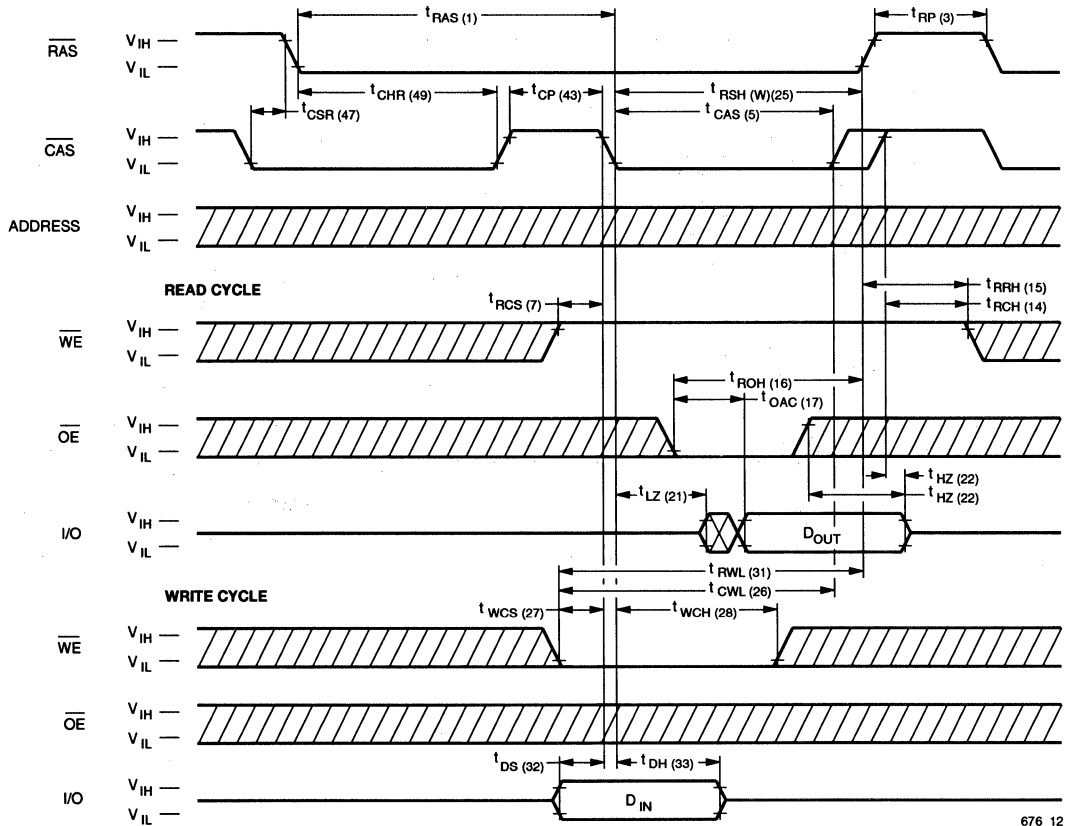 t RAS (1)
t RP (3)
RAS
V IH
V IL
t CHR (49)
t CP (43)
t RSH (W)(25)
t CSR (47)
t CAS (5)
CAS
V IH
V IL
ADDRESS
V IH
V IL
READ CYCLE
t RCS (7)
t RRH (15)
t RCH (14)
WE
V IH
V IL
t ROH (16)
t OAC (17)
OE
V IH
V IL
t HZ (22)
t LZ (21)
t HZ (22)
I/O
V IH
V IL
D OUT
t RWL (31)
WRITE CYCLE
t CWL (26)
t WCS (27)
t WCH (28)
WE
V IH
V IL
OE
V IH
V IL
t DS (32)
t DH (33)
I/O
V IH
V IL
D IN
676 12